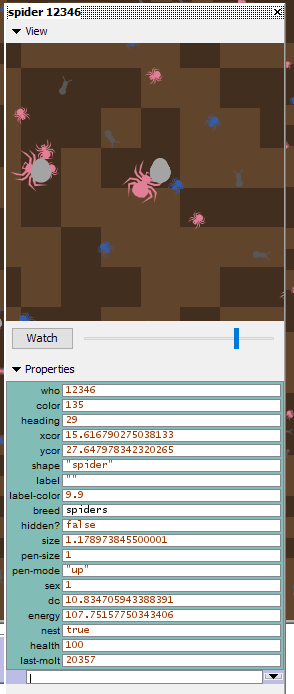 spider 12346
View
Watch
Properties
who 12346
color 135
heading 29
xcor 15.616790275038133
ycor 27.647978342320265
shape "spider"
label ""
label-color 9.9
breed spiders
hidden? false
size 1.178973845500001
pen-size 1
pen-mode "up"
sex 1
dc 10.834705943388391
energy 107.75157750343406
nest true
health 100
last-molt 20357